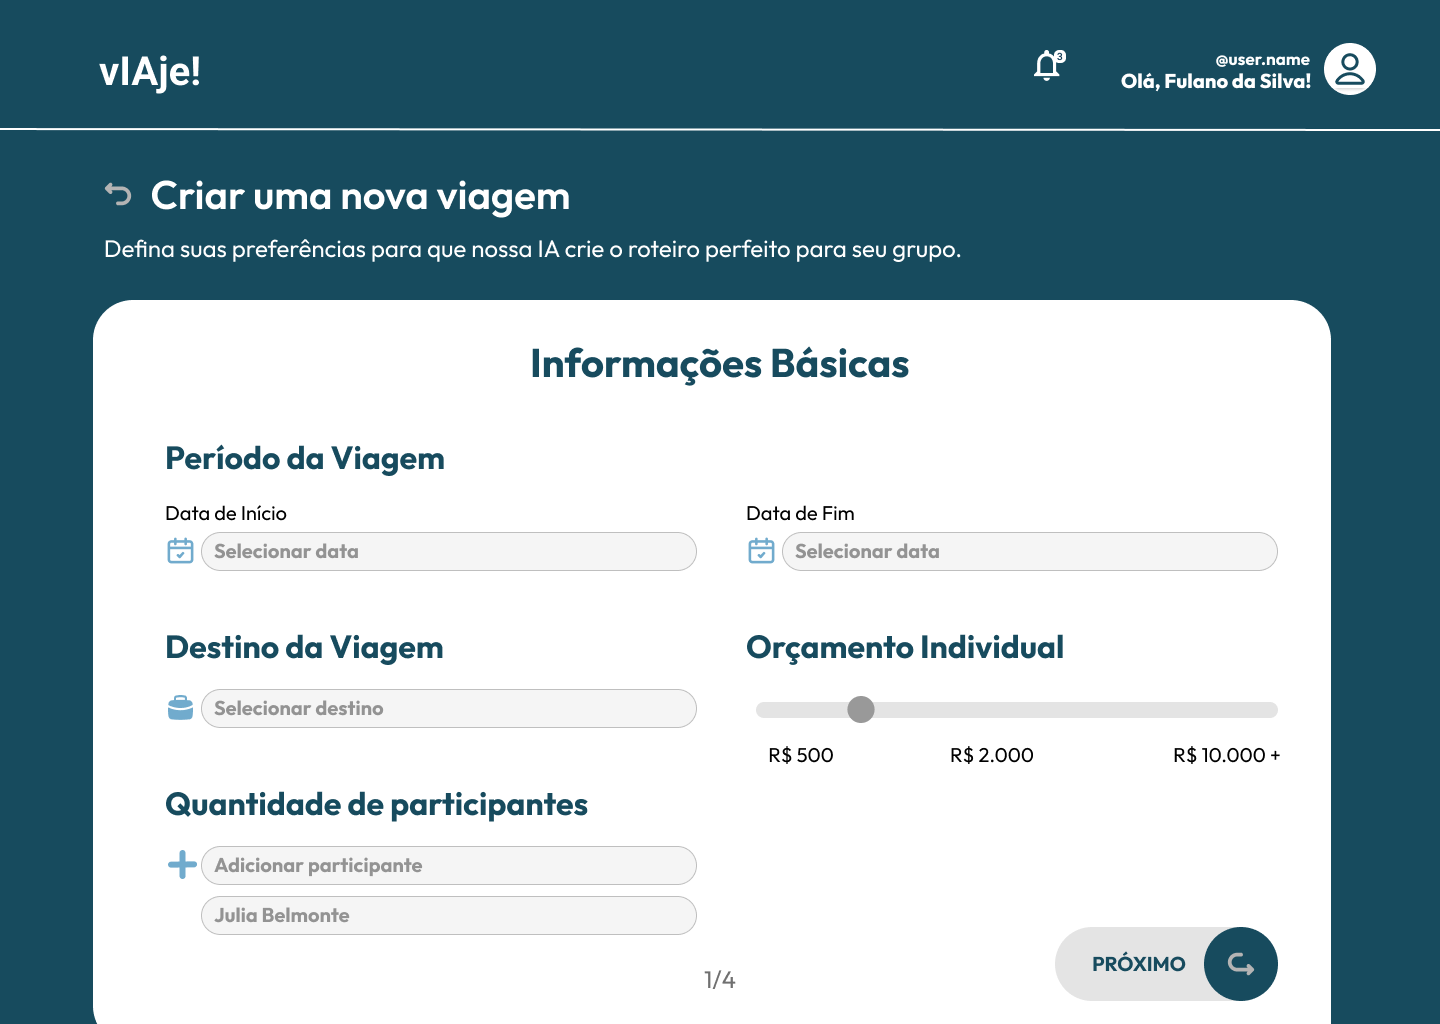 vIAje!
3
@user.name
Olá, Fulano da Silva!
Criar uma nova viagem
Defina suas preferências para que nossa IA crie o roteiro perfeito para seu grupo.
Informações Básicas
Período da Viagem
Data de Início
Selecionar data
Data de Fim
Selecionar data
Destino da Viagem
Selecionar destino
Orçamento Individual
R$ 500
R$ 2.000
R$ 10.000 +
Quantidade de participantes
Adicionar participante
Julia Belmonte
1/4
PRÓXIMO